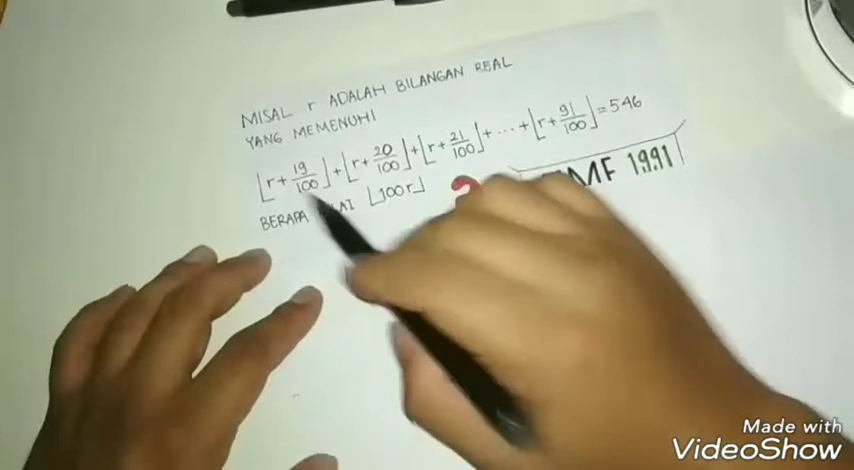 MISAL r ADALAH BILANGAN REAL
YANG MEMENUHI
⌊r + 19/100⌋ + ⌊r + 20/100⌋ + ⌊r + 21/100⌋ + ... + ⌊r + 91/100⌋ = 546
BERAPA ⌊100r⌋
1991
Made with
VideoShow